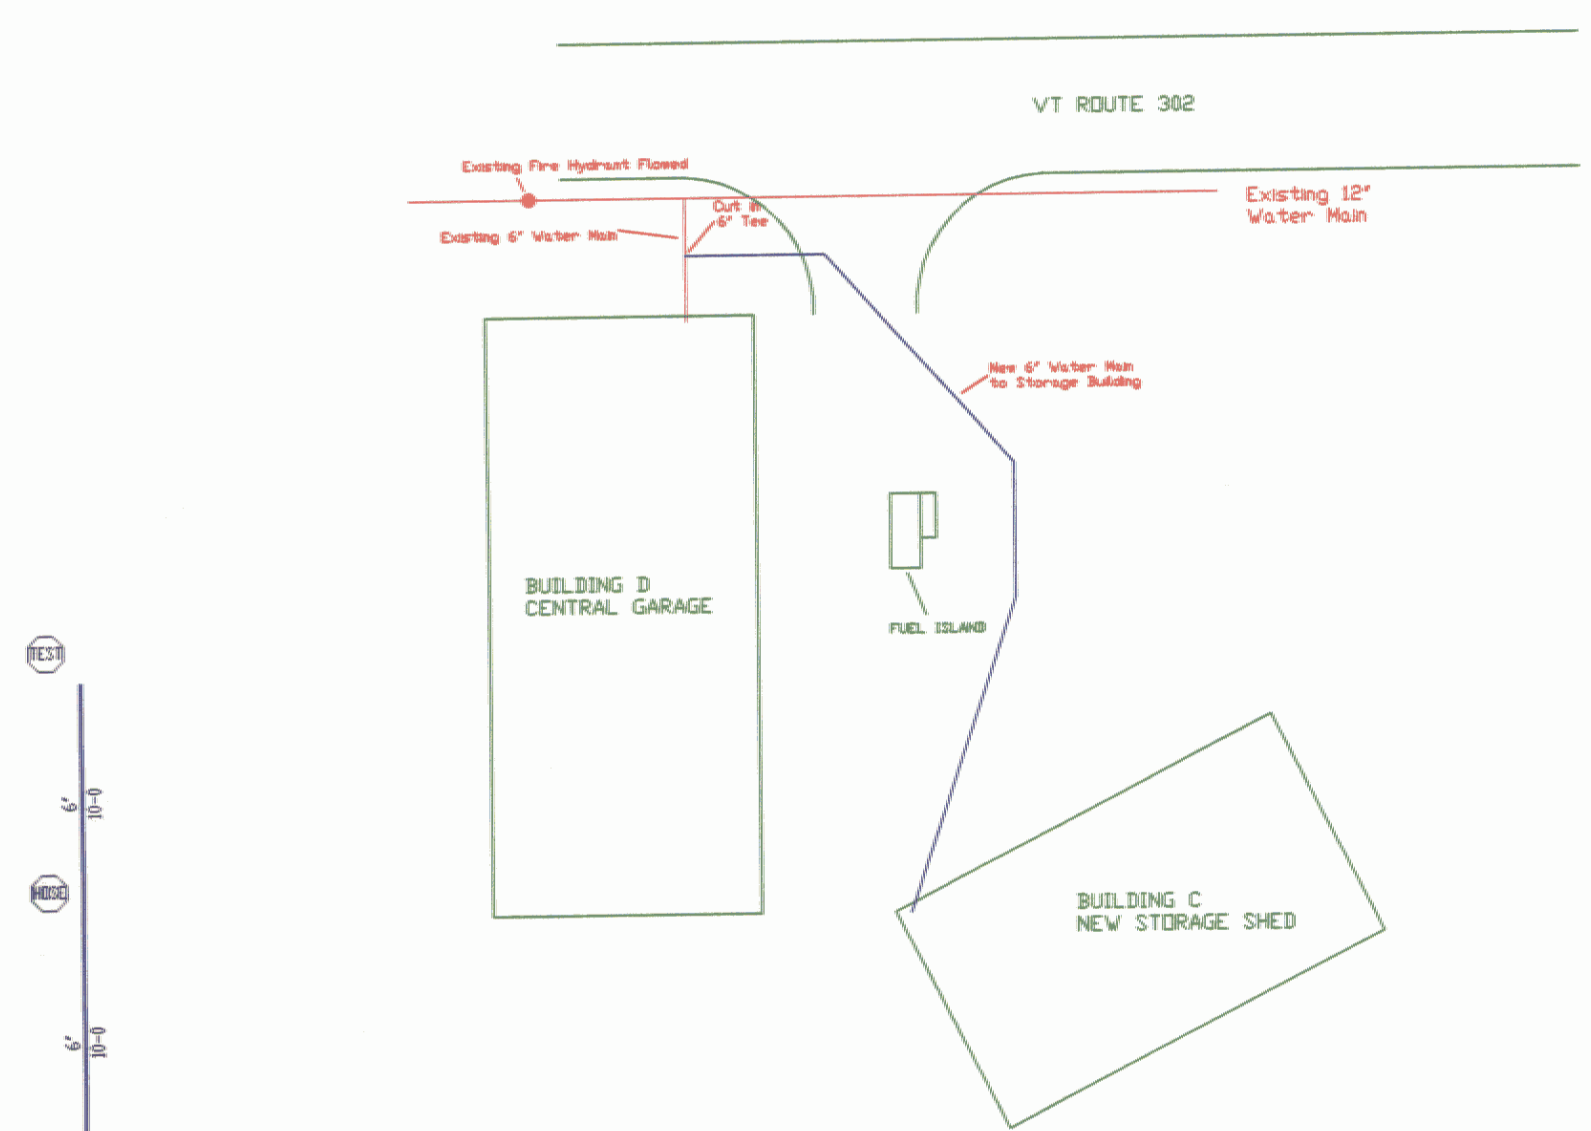 VT ROUTE 302
Existing Fire Hydrant Flowed
Existing 12"
Water Main
Cut in
6" Tee
Existing 6" Water Main
New 6" Water Main
to Storage Building
BUILDING D
CENTRAL GARAGE
FUEL ISLAND
TEST
6"
10-0
HOSE
BUILDING C
NEW STORAGE SHED
6"
10-0